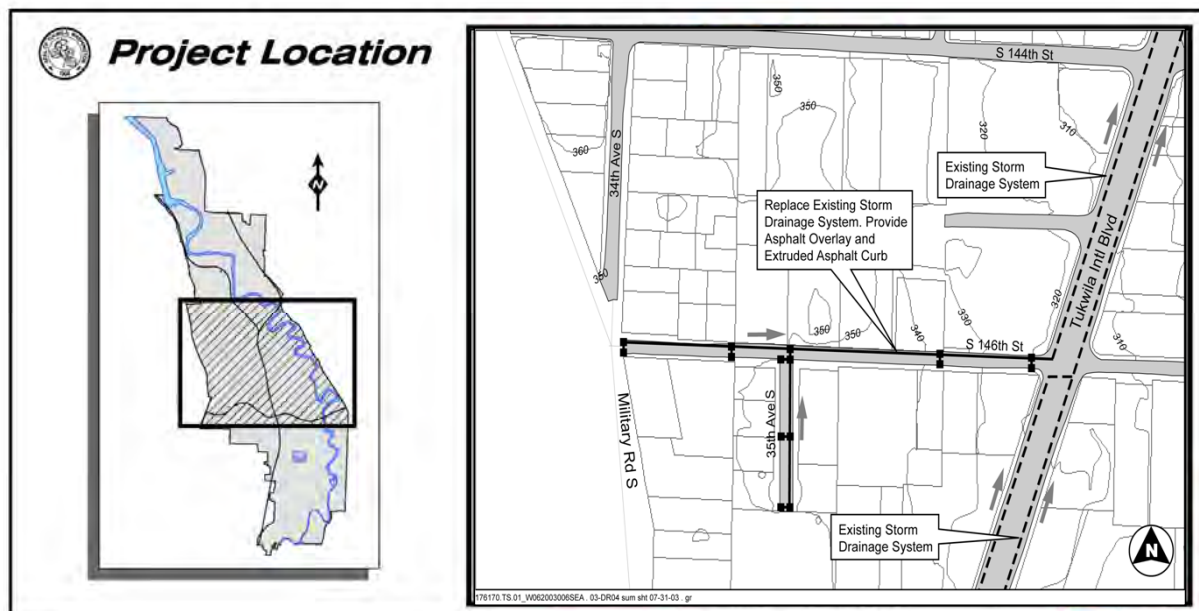 Project Location
N
S 144th St
350
350
360
34th Ave S
320
310
Existing Storm
Drainage System
Replace Existing Storm
Drainage System. Provide
Asphalt Overlay and
Extruded Asphalt Curb
Tukwila Intl Blvd
350
350
350
340
330
320
310
S 146th St
Military Rd S
35th Ave S
Existing Storm
Drainage System
N
176170.TS.01_W062003006SEA . 03-DR04 sum sht 07-31-03 . gr